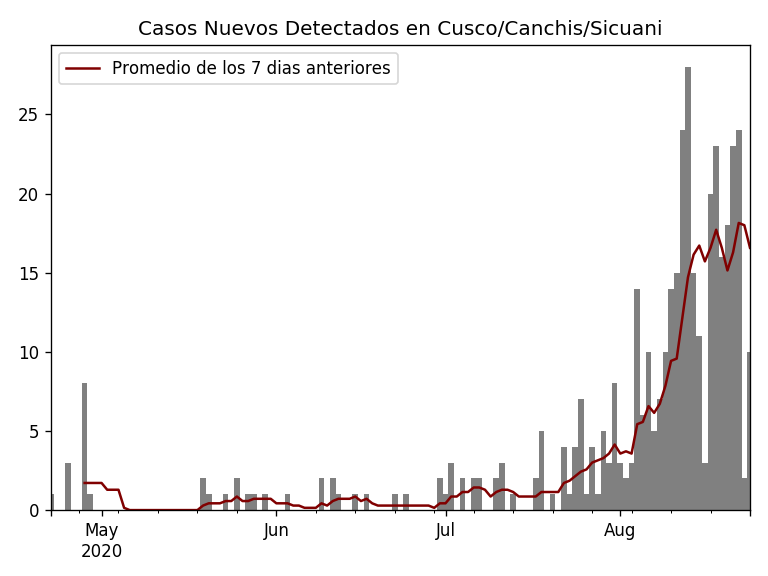 Casos Nuevos Detectados en Cusco/Canchis/Sicuani
Promedio de los 7 dias anteriores
25
20
15
10
5
0
May
2020
Jun
Jul
Aug